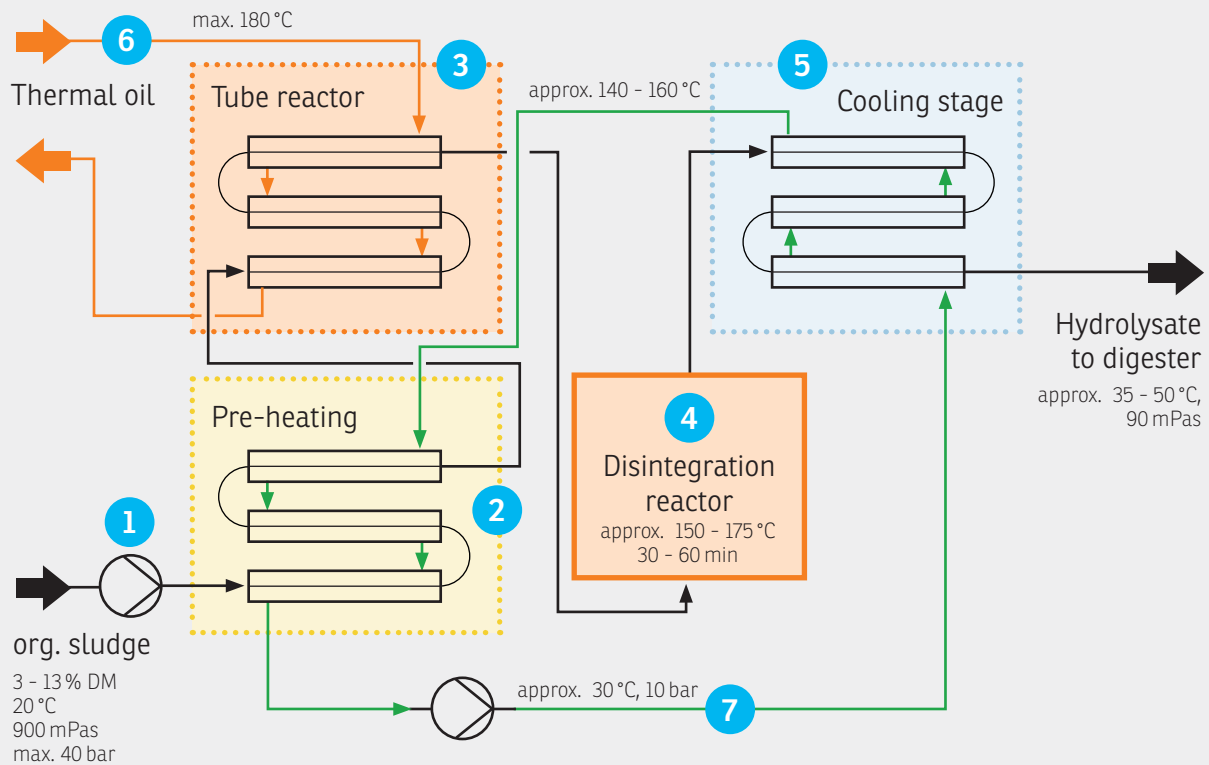 max. 180 °C
6
Thermal oil
3
Tube reactor
approx. 140 - 160 °C
5
Cooling stage
Hydrolysate
to digester
approx. 35 - 50 °C,
90 mPas
Pre-heating
2
4
Disintegration
reactor
approx. 150 - 175 °C
30 - 60 min
1
org. sludge
3 - 13 % DM
20 °C
900 mPas
max. 40 bar
approx. 30 °C, 10 bar
7